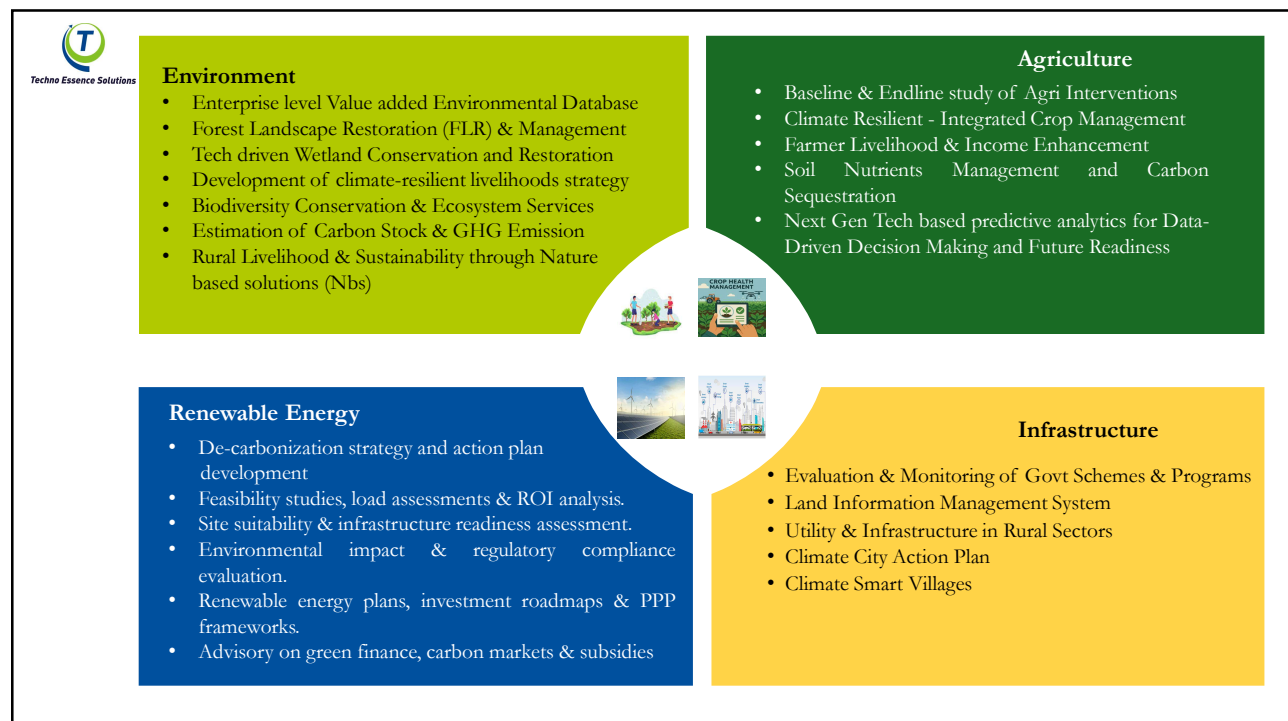 T
Techno Essence Solutions
Environment
• Enterprise level Value added Environmental Database
• Forest Landscape Restoration (FLR) & Management
• Tech driven Wetland Conservation and Restoration
• Development of climate-resilient livelihoods strategy
• Biodiversity Conservation & Ecosystem Services
• Estimation of Carbon Stock & GHG Emission
• Rural Livelihood & Sustainability through Nature
based solutions (Nbs)
Agriculture
• Baseline & Endline study of Agri Interventions
• Climate Resilient - Integrated Crop Management
• Farmer Livelihood & Income Enhancement
• Soil Nutrients Management and Carbon
Sequestration
• Next Gen Tech based predictive analytics for Data-
Driven Decision Making and Future Readiness
CROP HEALTH
MANAGEMENT
Renewable Energy
• De-carbonization strategy and action plan
development
• Feasibility studies, load assessments & ROI analysis.
• Site suitability & infrastructure readiness assessment.
• Environmental impact & regulatory compliance
evaluation.
• Renewable energy plans, investment roadmaps & PPP
frameworks.
• Advisory on green finance, carbon markets & subsidies
Infrastructure
• Evaluation & Monitoring of Govt Schemes & Programs
• Land Information Management System
• Utility & Infrastructure in Rural Sectors
• Climate City Action Plan
• Climate Smart Villages